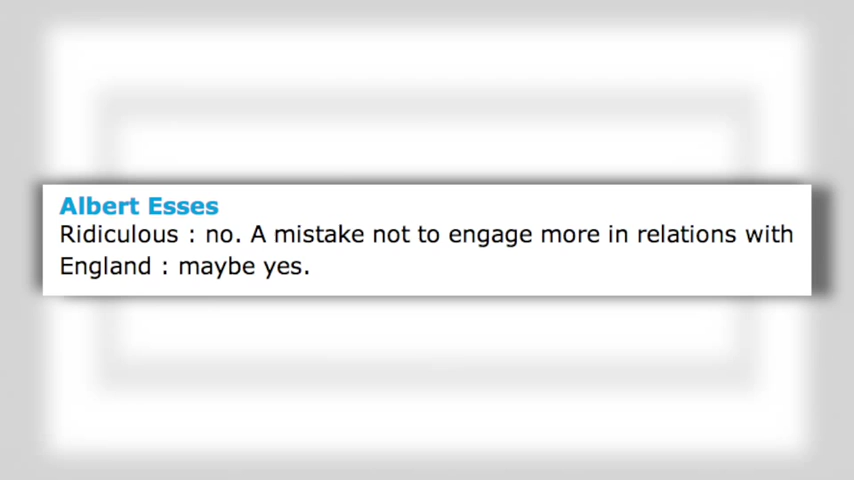 Albert Esses
Ridiculous : no. A mistake not to engage more in relations with
England : maybe yes.